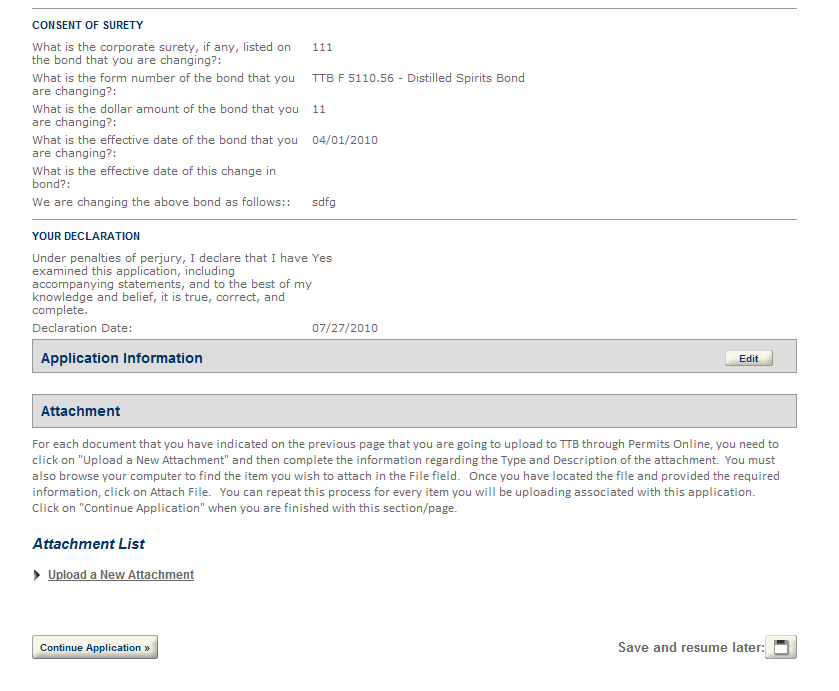 CONSENT OF SURETY
What is the corporate surety, if any, listed on 111
the bond that you are changing?:
What is the form number of the bond that you TTB F 5110.56 - Distilled Spirits Bond
are changing?:
What is the dollar amount of the bond that you 11
are changing?:
What is the effective date of the bond that you 04/01/2010
are changing?:
What is the effective date of this change in
bond?:
We are changing the above bond as follows:: sdfg
YOUR DECLARATION
Under penalties of perjury, I declare that I have Yes
examined this application, including
accompanying statements, and to the best of my
knowledge and belief, it is true, correct, and
complete.
Declaration Date: 07/27/2010
Application Information Edit
Attachment
For each document that you have indicated on the previous page that you are going to upload to TTB through Permits Online, you need to
click on "Upload a New Attachment" and then complete the information regarding the Type and Description of the attachment. You must
also browse your computer to find the item you wish to attach in the File field. Once you have located the file and provided the required
information, click on Attach File. You can repeat this process for every item you will be uploading associated with this application.
Click on "Continue Application" when you are finished with this section/page.
Attachment List
Upload a New Attachment
Continue Application » Save and resume later: